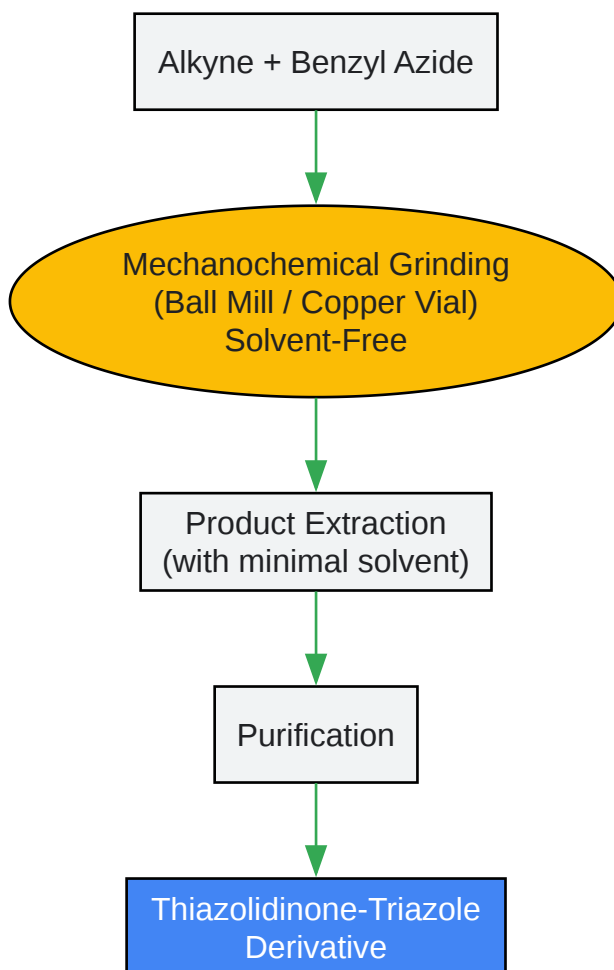 Alkyne + Benzyl Azide
Mechanochemical Grinding
(Ball Mill / Copper Vial)
Solvent-Free
Product Extraction
(with minimal solvent)
Purification
Thiazolidinone-Triazole
Derivative